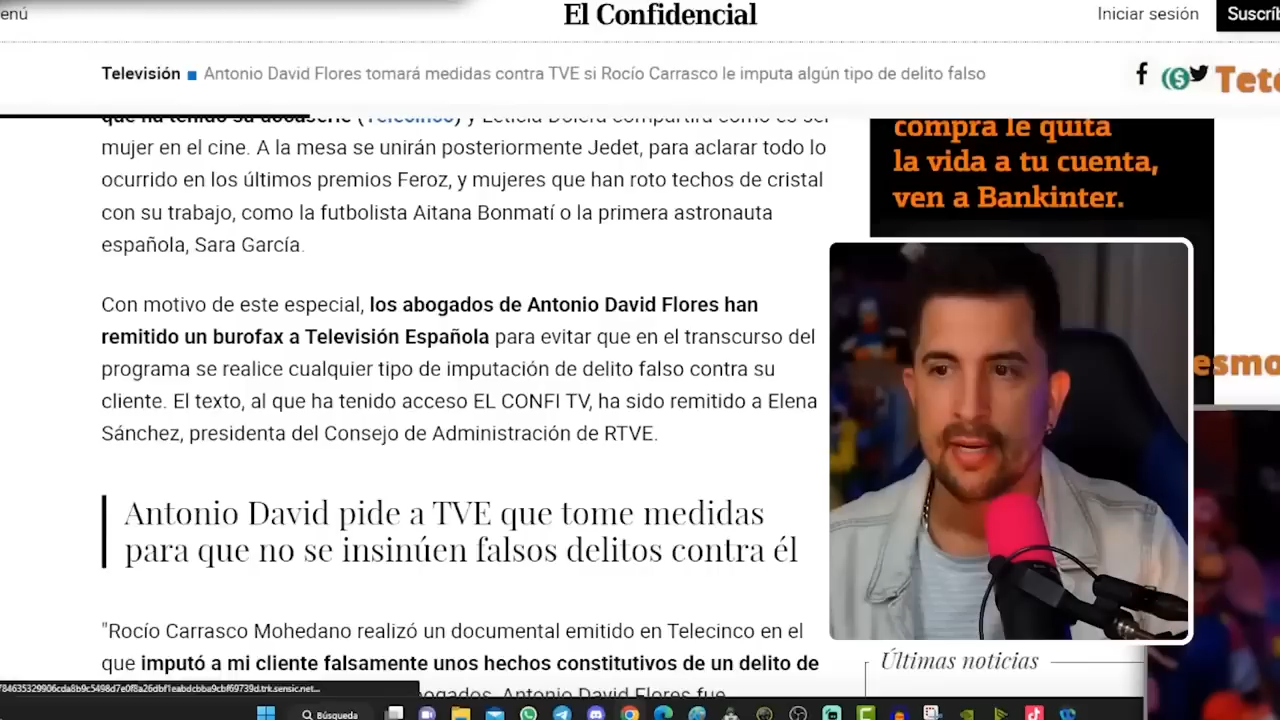 enú
El Confidencial
Iniciar sesión
Suscríb
Televisión
Antonio David Flores tomará medidas contra TVE si Rocío Carrasco le imputa algún tipo de delito falso
Teté
que ha tenido su docuserie (Telecinco) y Leticia Dolera compartirá cómo es ser
mujer en el cine. A la mesa se unirán posteriormente Jedet, para aclarar todo lo
ocurrido en los últimos premios Feroz, y mujeres que han roto techos de cristal
con su trabajo, como la futbolista Aitana Bonmatí o la primera astronauta
española, Sara García.
compra le quita
la vida a tu cuenta,
ven a Bankinter.
Con motivo de este especial, los abogados de Antonio David Flores han
remitido un burofax a Televisión Española para evitar que en el transcurso del
programa se realice cualquier tipo de imputación de delito falso contra su
cliente. El texto, al que ha tenido acceso EL CONFI TV, ha sido remitido a Elena
Sánchez, presidenta del Consejo de Administración de RTVE.
esmo
Antonio David pide a TVE que tome medidas
para que no se insinúen falsos delitos contra él
"Rocío Carrasco Mohedano realizó un documental emitido en Telecinco en el
que imputó a mi cliente falsamente unos hechos constitutivos de un delito de
bogados. Antonio David Flores fue
Últimas noticias
Búsqueda